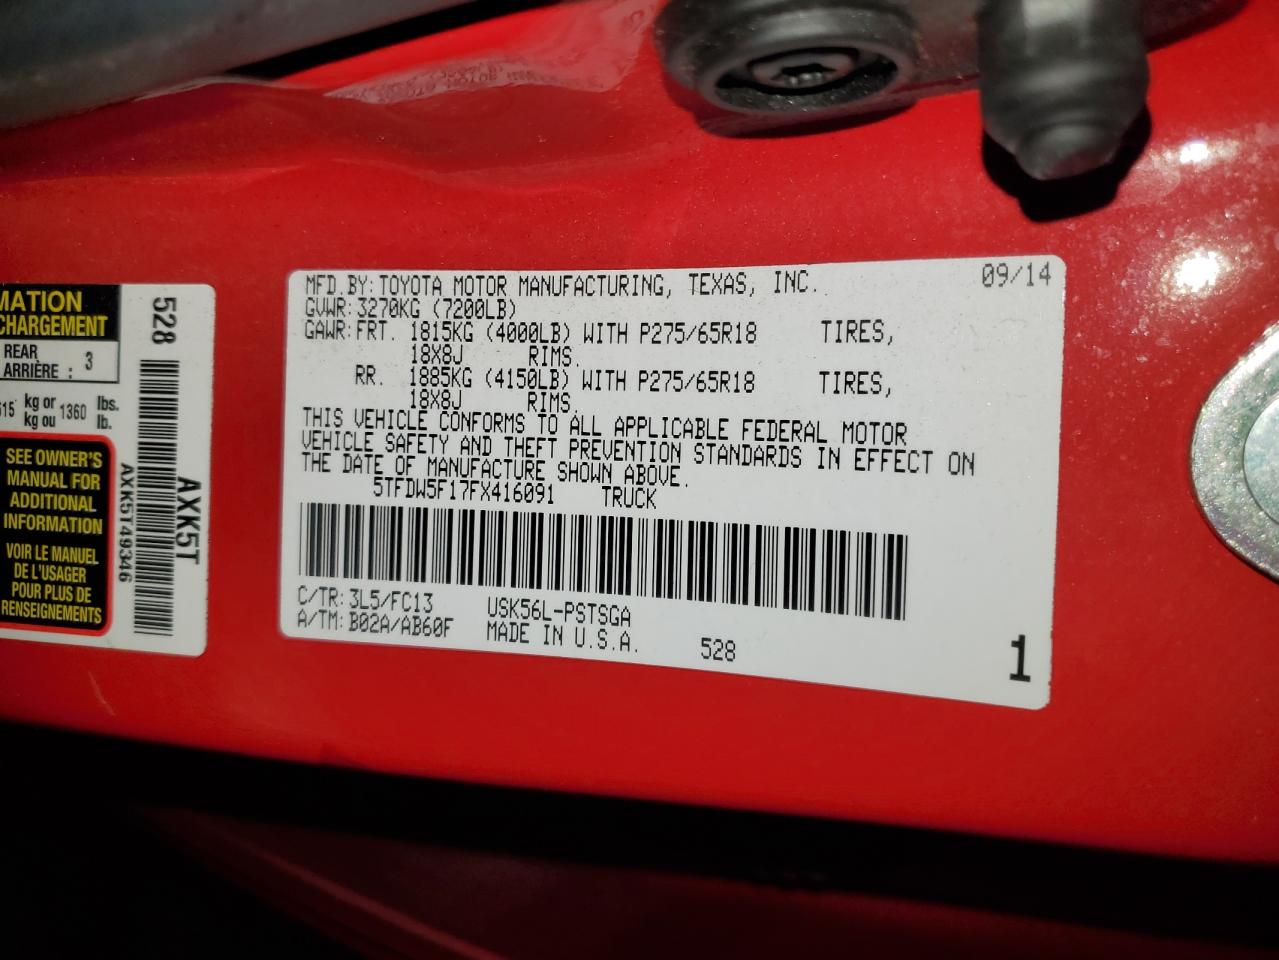 MATION
CHARGEMENT
REAR
ARRIÈRE : 3
kg or 1360 lbs.
kg ou lb.
SEE OWNER'S
MANUAL FOR
ADDITIONAL
INFORMATION
VOIR LE MANUEL
DE L'USAGER
POUR PLUS DE
RENSEIGNEMENTS
528
AXK5T
AXK5T49346
MFD.BY:TOYOTA MOTOR MANUFACTURING, TEXAS, INC. 09/14
GVWR:3270KG (7200LB)
GAWR:FRT. 1815KG (4000LB) WITH P275/65R18 TIRES,
18X8J RIMS.
RR. 1885KG (4150LB) WITH P275/65R18 TIRES,
18X8J RIMS.
THIS VEHICLE CONFORMS TO ALL APPLICABLE FEDERAL MOTOR
VEHICLE SAFETY AND THEFT PREVENTION STANDARDS IN EFFECT ON
THE DATE OF MANUFACTURE SHOWN ABOVE.
5TFDW5F17FX416091 TRUCK
C/TR:3L5/FC13 USK56L-PSTSGA
A/TM:B02A/AB60F MADE IN U.S.A. 528
1